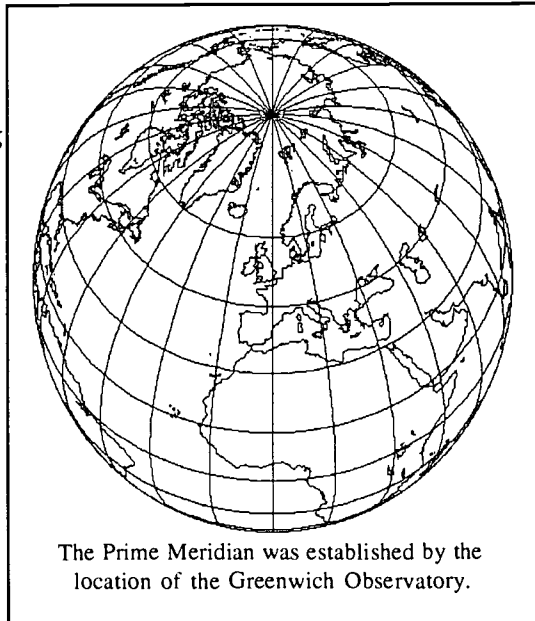 The Prime Meridian was established by the
location of the Greenwich Observatory.